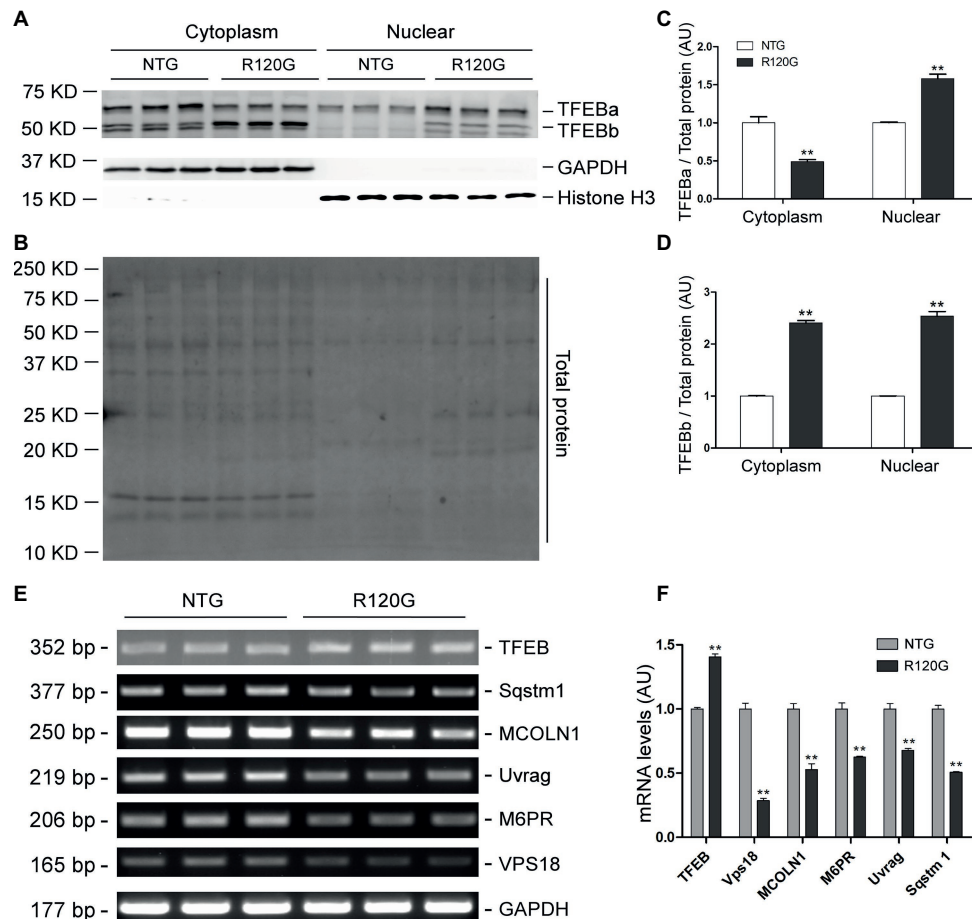 A
Cytoplasm Nuclear
NTG R120G NTG R120G
75 KD
50 KD
37 KD
15 KD
TFEBa
TFEBb
GAPDH
Histone H3
B
250 KD
75 KD
50 KD
37 KD
25 KD
20 KD
15 KD
10 KD
Total protein
C
NTG
R120G
TFEBa / Total protein (AU)
2.0
1.5
1.0
0.5
0.0
**
**
Cytoplasm Nuclear
D
TFEBb / Total protein (AU)
3
2
1
0
**
**
Cytoplasm Nuclear
E
NTG R120G
352 bp - - TFEB
377 bp - - Sqstm1
250 bp - - MCOLN1
219 bp - - Uvrag
206 bp - - M6PR
165 bp - - VPS18
177 bp - - GAPDH
F
NTG
R120G
mRNA levels (AU)
1.5
1.0
0.5
0.0
**
**
**
**
**
**
TFEB
Vps18
MCOLN1
M6PR
Uvrag
Sqstm 1